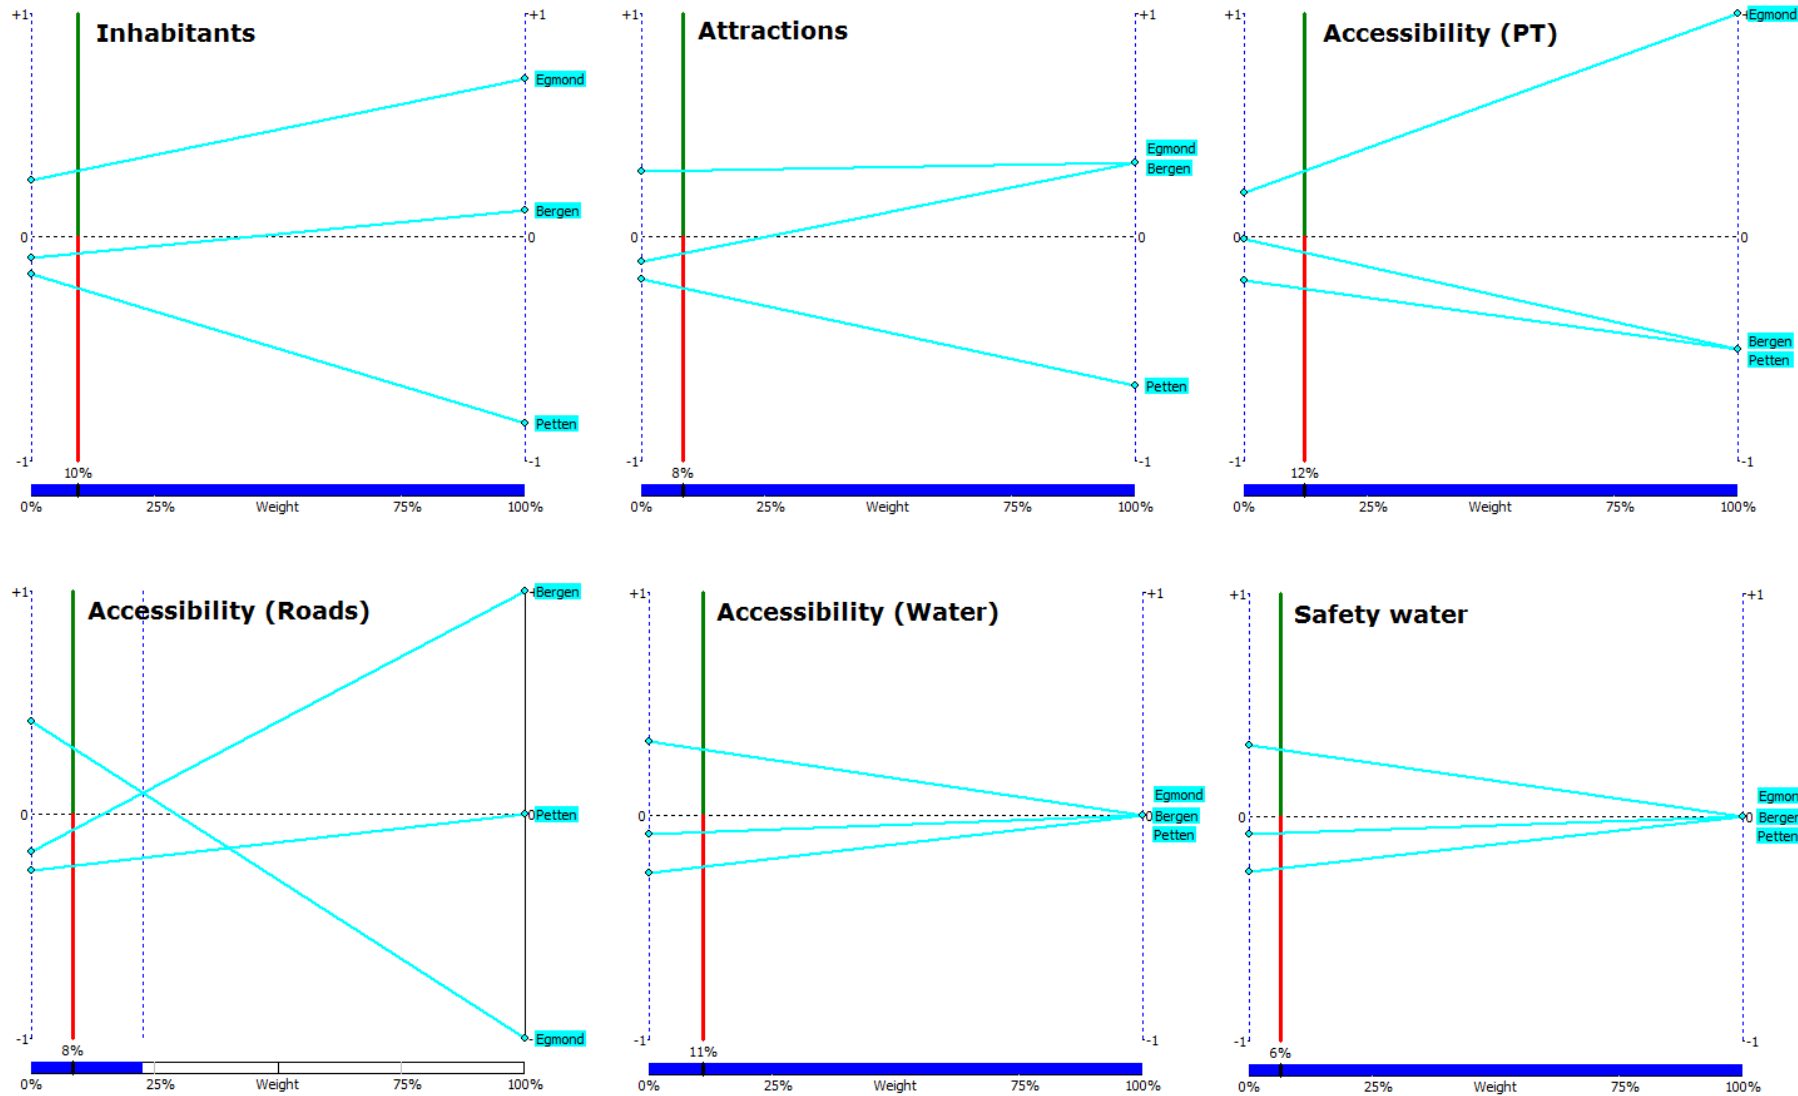 Inhabitants
+1
+1
Egmond
Bergen
0
0
Petten
-1
-1
10%
0% 25% Weight 75% 100%
Attractions
+1
+1
Egmond
Bergen
0
0
Petten
-1
-1
8%
0% 25% Weight 75% 100%
Accessibility (PT)
+1
Egmond
0
0
Bergen
Petten
-1
-1
12%
0% 25% Weight 75% 100%
Accessibility (Roads)
+1
Bergen
0
0
Petten
-1
Egmond
8%
0% 25% Weight 75% 100%
Accessibility (Water)
+1
+1
Egmond
0
0
Bergen
Petten
-1
-1
11%
0% 25% Weight 75% 100%
Safety water
+1
+1
Egmon
0
0
Bergen
Petten
-1
-1
6%
0% 25% Weight 75% 100%